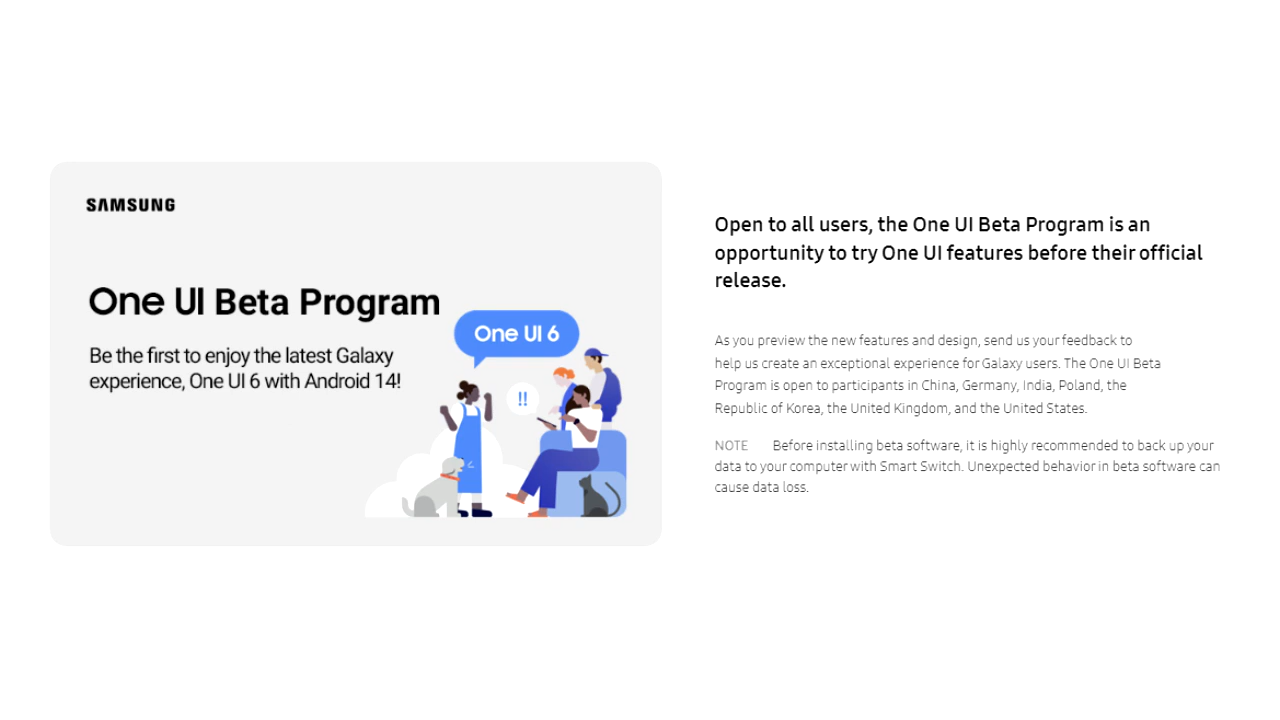 SAMSUNG
One UI Beta Program
Be the first to enjoy the latest Galaxy
experience, One UI 6 with Android 14!
One UI 6
!!
Open to all users, the One UI Beta Program is an
opportunity to try One UI features before their official
release.
As you preview the new features and design, send us your feedback to
help us create an exceptional experience for Galaxy users. The One UI Beta
Program is open to participants in China, Germany, India, Poland, the
Republic of Korea, the United Kingdom, and the United States.
NOTE Before installing beta software, it is highly recommended to back up your
data to your computer with Smart Switch. Unexpected behavior in beta software can
cause data loss.